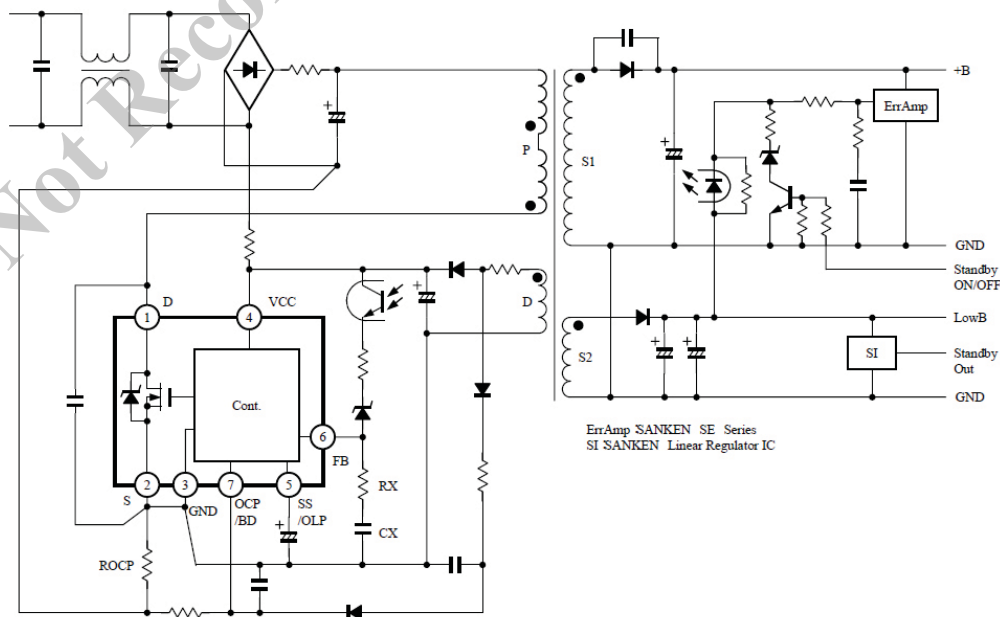 Not Reco
+B
ErrAmp
P
S1
GND
Standby
ON/OFF
D
VCC
D
1
4
LowB
S2
SI
Standby
Out
Cont.
GND
6
FB
ErrAmp:SANKEN SE Series
SI:SANKEN Linear Regulator IC
RX
2
3
7
5
S
GND
OCP
/BD
SS
/OLP
CX
ROCP